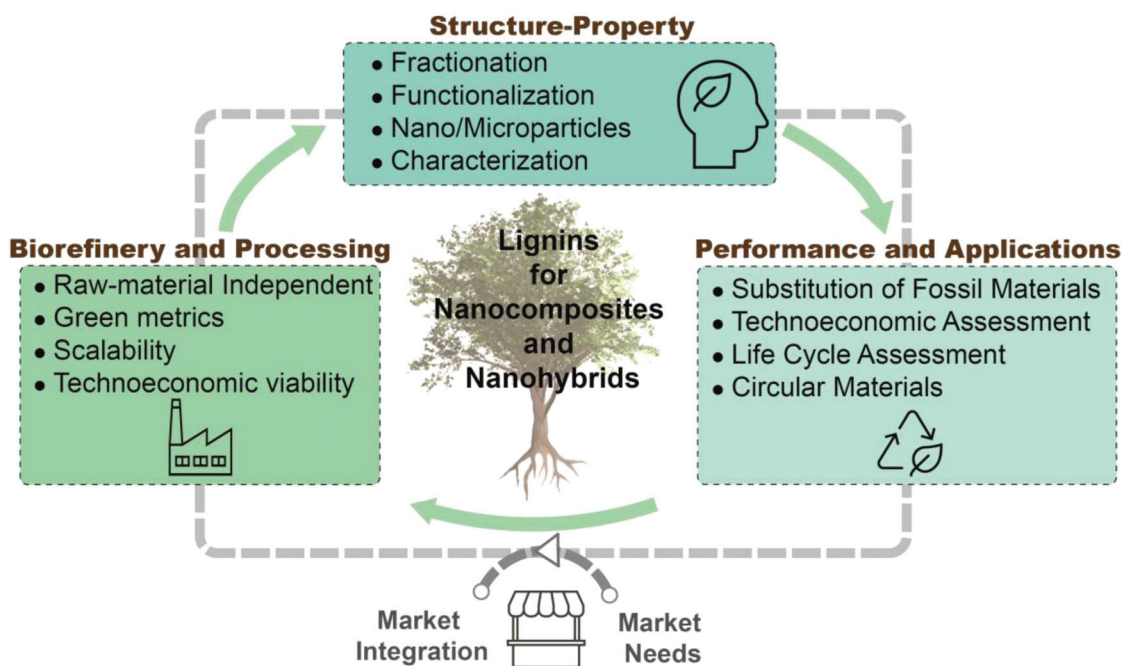 Structure-Property
• Fractionation
• Functionalization
• Nano/Microparticles
• Characterization
Biorefinery and Processing
• Raw-material Independent
• Green metrics
• Scalability
• Technoeconomic viability
Lignins
for
Nanocomposites
and
Nanohybrids
Performance and Applications
• Substitution of Fossil Materials
• Technoeconomic Assessment
• Life Cycle Assessment
• Circular Materials
Market
Integration
Market
Needs